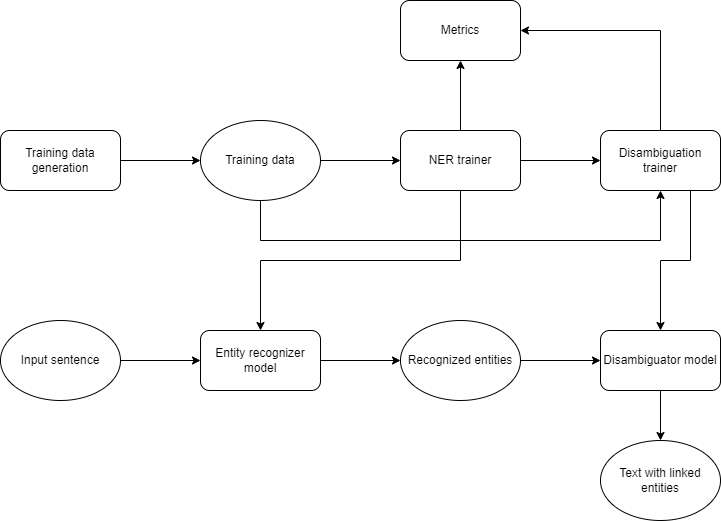 Metrics
Training data
generation
Training data
NER trainer
Disambiguation
trainer
Input sentence
Entity recognizer
model
Recognized entities
Disambiguator model
Text with linked
entities